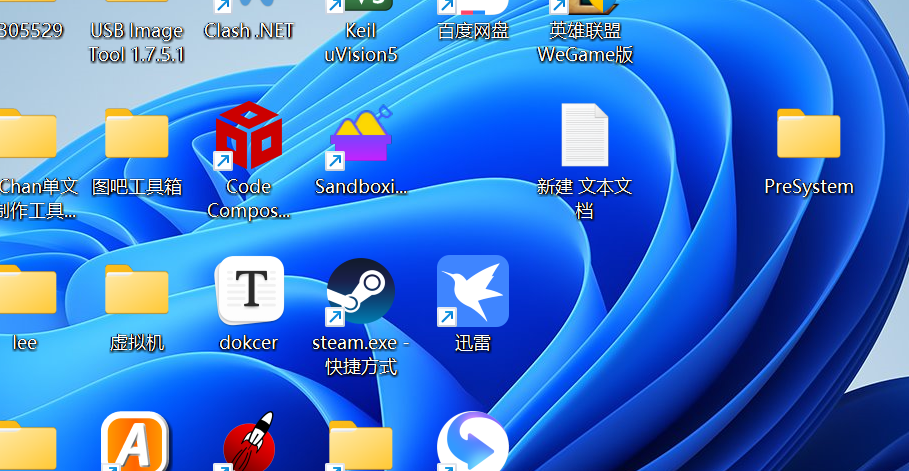 305529
USB Image
Tool 1.7.5.1
Clash .NET
Keil
uVision5
百度网盘
英雄联盟
WeGame版
Chan单文
制作工具...
图吧工具箱
Code
Compos...
Sandboxi...
新建 文本文
档
PreSystem
lee
虚拟机
T
dokcer
steam.exe -
快捷方式
迅雷
A